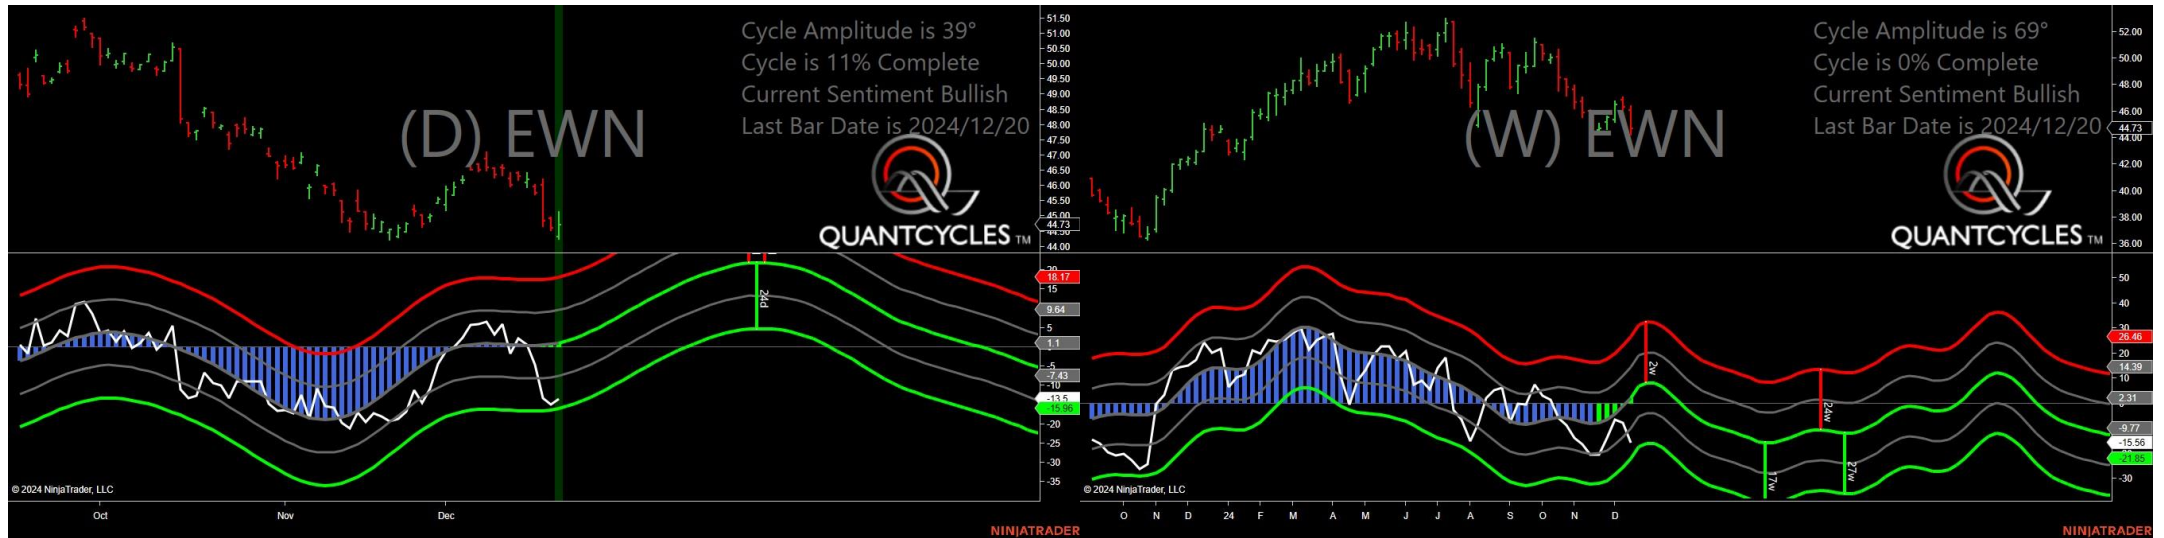 Cycle Amplitude is 39°
Cycle is 11% Complete
Current Sentiment Bullish
Last Bar Date is 2024/12/20
(D) EWN
QUANTCYCLES TM
51.50
51.00
50.50
50.00
49.50
49.00
48.50
48.00
47.50
47.00
46.50
46.00
45.50
45.00
44.73
44.00
18.17
15
9.64
5
1.1
-5
-7.43
-10
-13.5
-15.96
-20
-25
-30
-35
24d
© 2024 NinjaTrader, LLC
Oct Nov Dec
NINJATRADER
Cycle Amplitude is 69°
Cycle is 0% Complete
Current Sentiment Bullish
Last Bar Date is 2024/12/20
(W) EWN
QUANTCYCLES TM
52.00
50.00
48.00
46.00
44.73
44.00
42.00
40.00
38.00
36.00
50
40
30
26.46
20
14.39
10
2.31
-9.77
-15.56
-21.85
-30
2w
24w
17w
27w
© 2024 NinjaTrader, LLC
O N D 24 F M A M J J A S O N D
NINJATRADER